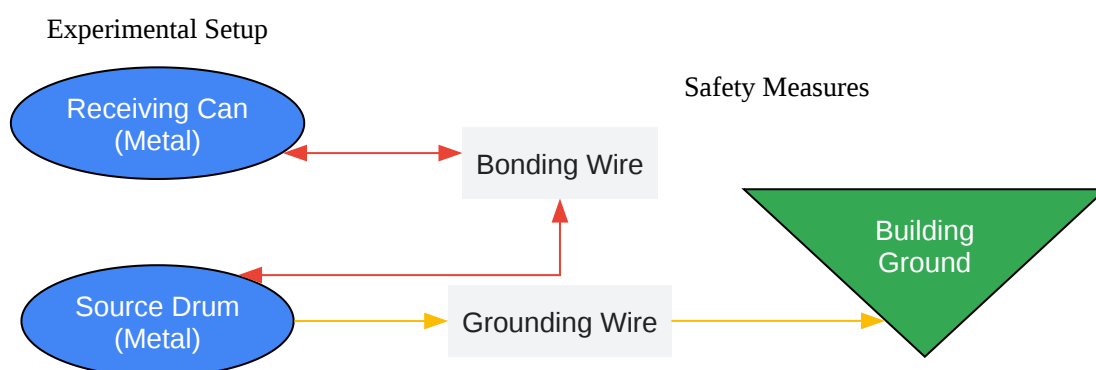 Experimental Setup
Safety Measures
Receiving Can
(Metal)
Bonding Wire
Building
Ground
Source Drum
(Metal)
Grounding Wire